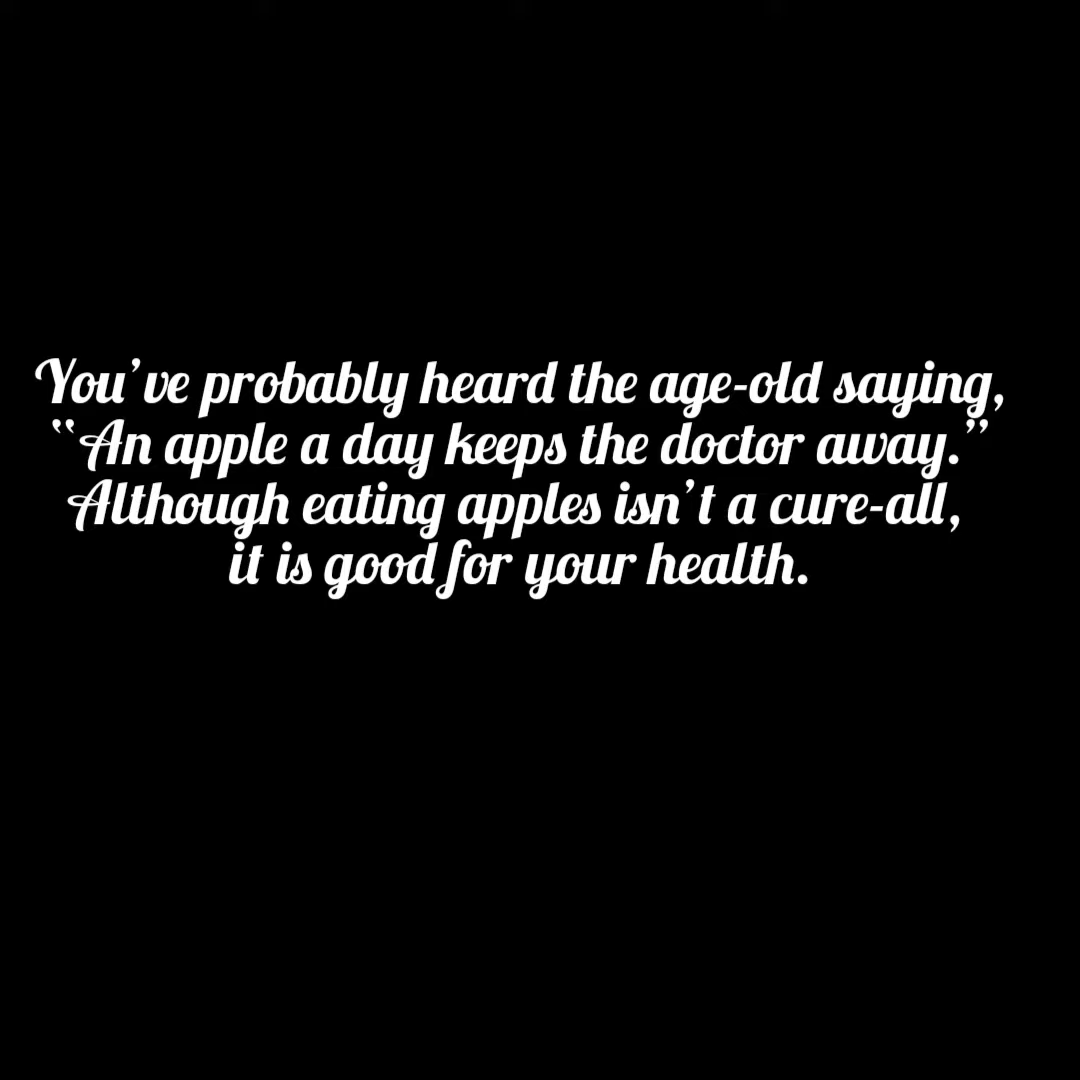 You’ve probably heard the age-old saying,
“An apple a day keeps the doctor away.”
Although eating apples isn’t a cure-all,
it is good for your health.